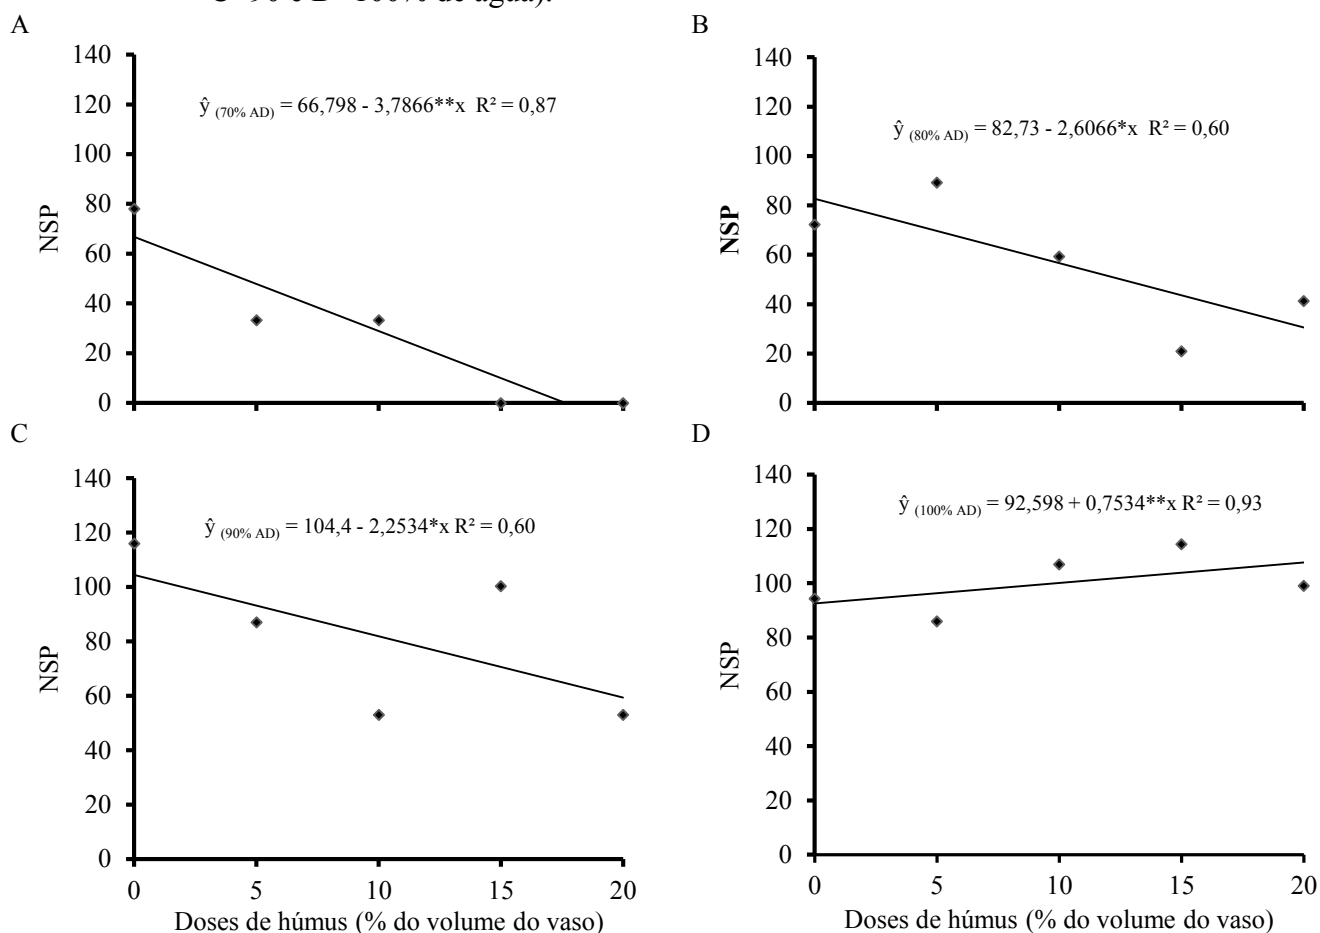 C- 90 e D- 100% de água).
A
140
120
100
80
60
40
20
0
NSP
ŷ (70% AD) = 66,798 - 3,7866**x R² = 0,87
B
140
120
100
80
60
40
20
0
NSP
ŷ (80% AD) = 82,73 - 2,6066*x R² = 0,60
C
140
120
100
80
60
40
20
0
NSP
ŷ (90% AD) = 104,4 - 2,2534*x R² = 0,60
0 5 10 15 20
Doses de húmus (% do volume do vaso)
D
140
120
100
80
60
40
20
0
NSP
ŷ (100% AD) = 92,598 + 0,7534**x R² = 0,93
0 5 10 15 20
Doses de húmus (% do volume do vaso)